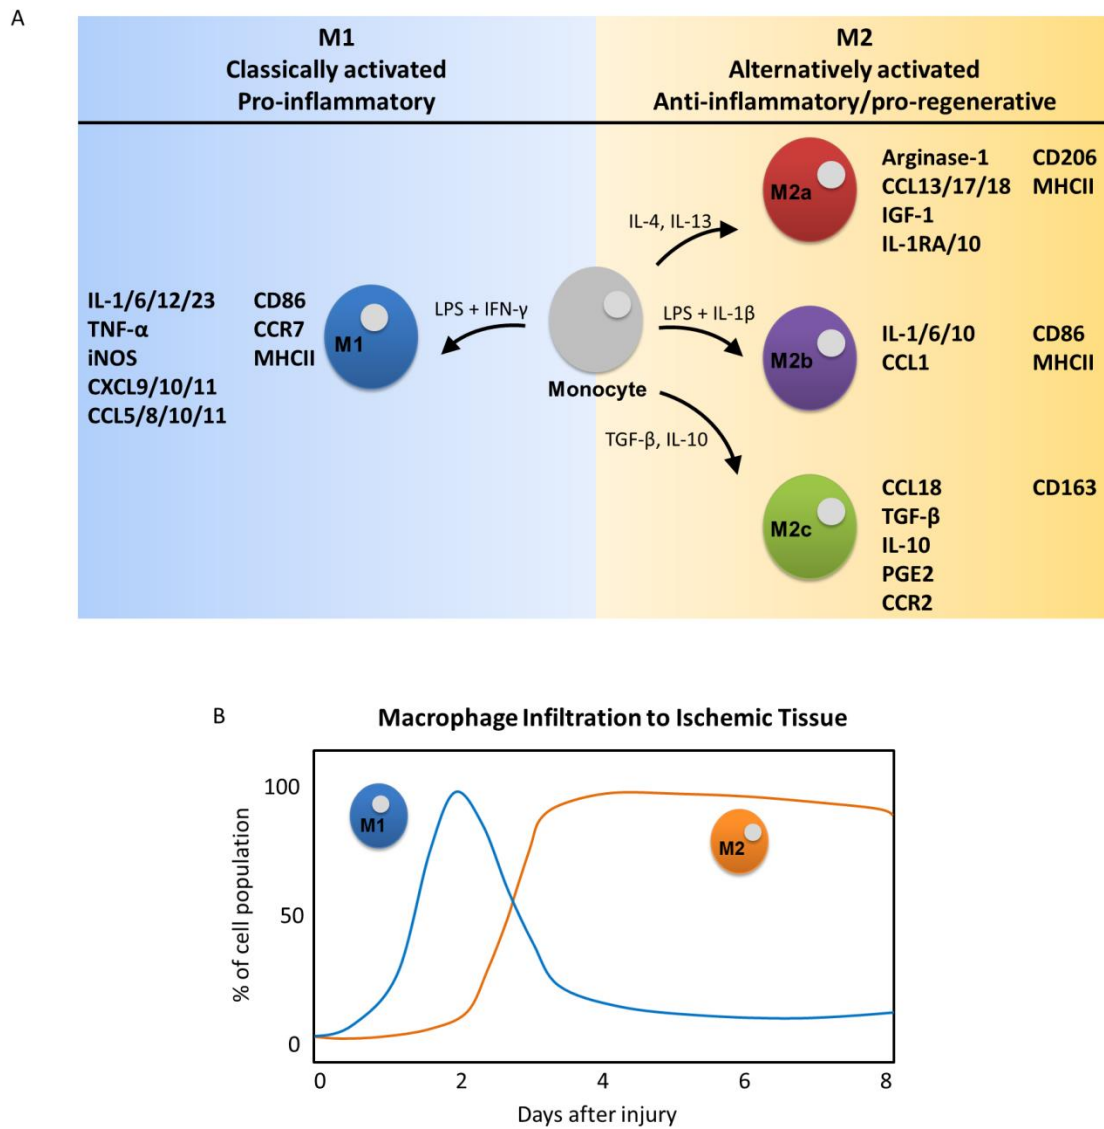 A
M1
Classically activated
Pro-inflammatory
M2
Alternatively activated
Anti-inflammatory/pro-regenerative
IL-1/6/12/23
TNF-α
iNOS
CXCL9/10/11
CCL5/8/10/11
CD86
CCR7
MHCII
M1
LPS + IFN-γ
Monocyte
IL-4, IL-13
M2a
Arginase-1
CCL13/17/18
IGF-1
IL-1RA/10
CD206
MHCII
LPS + IL-1β
M2b
IL-1/6/10
CCL1
CD86
MHCII
TGF-β, IL-10
M2c
CCL18
TGF-β
IL-10
PGE2
CCR2
CD163
B
Macrophage Infiltration to Ischemic Tissue
% of cell population
100
50
0
M1
M2
0
2
4
6
8
Days after injury